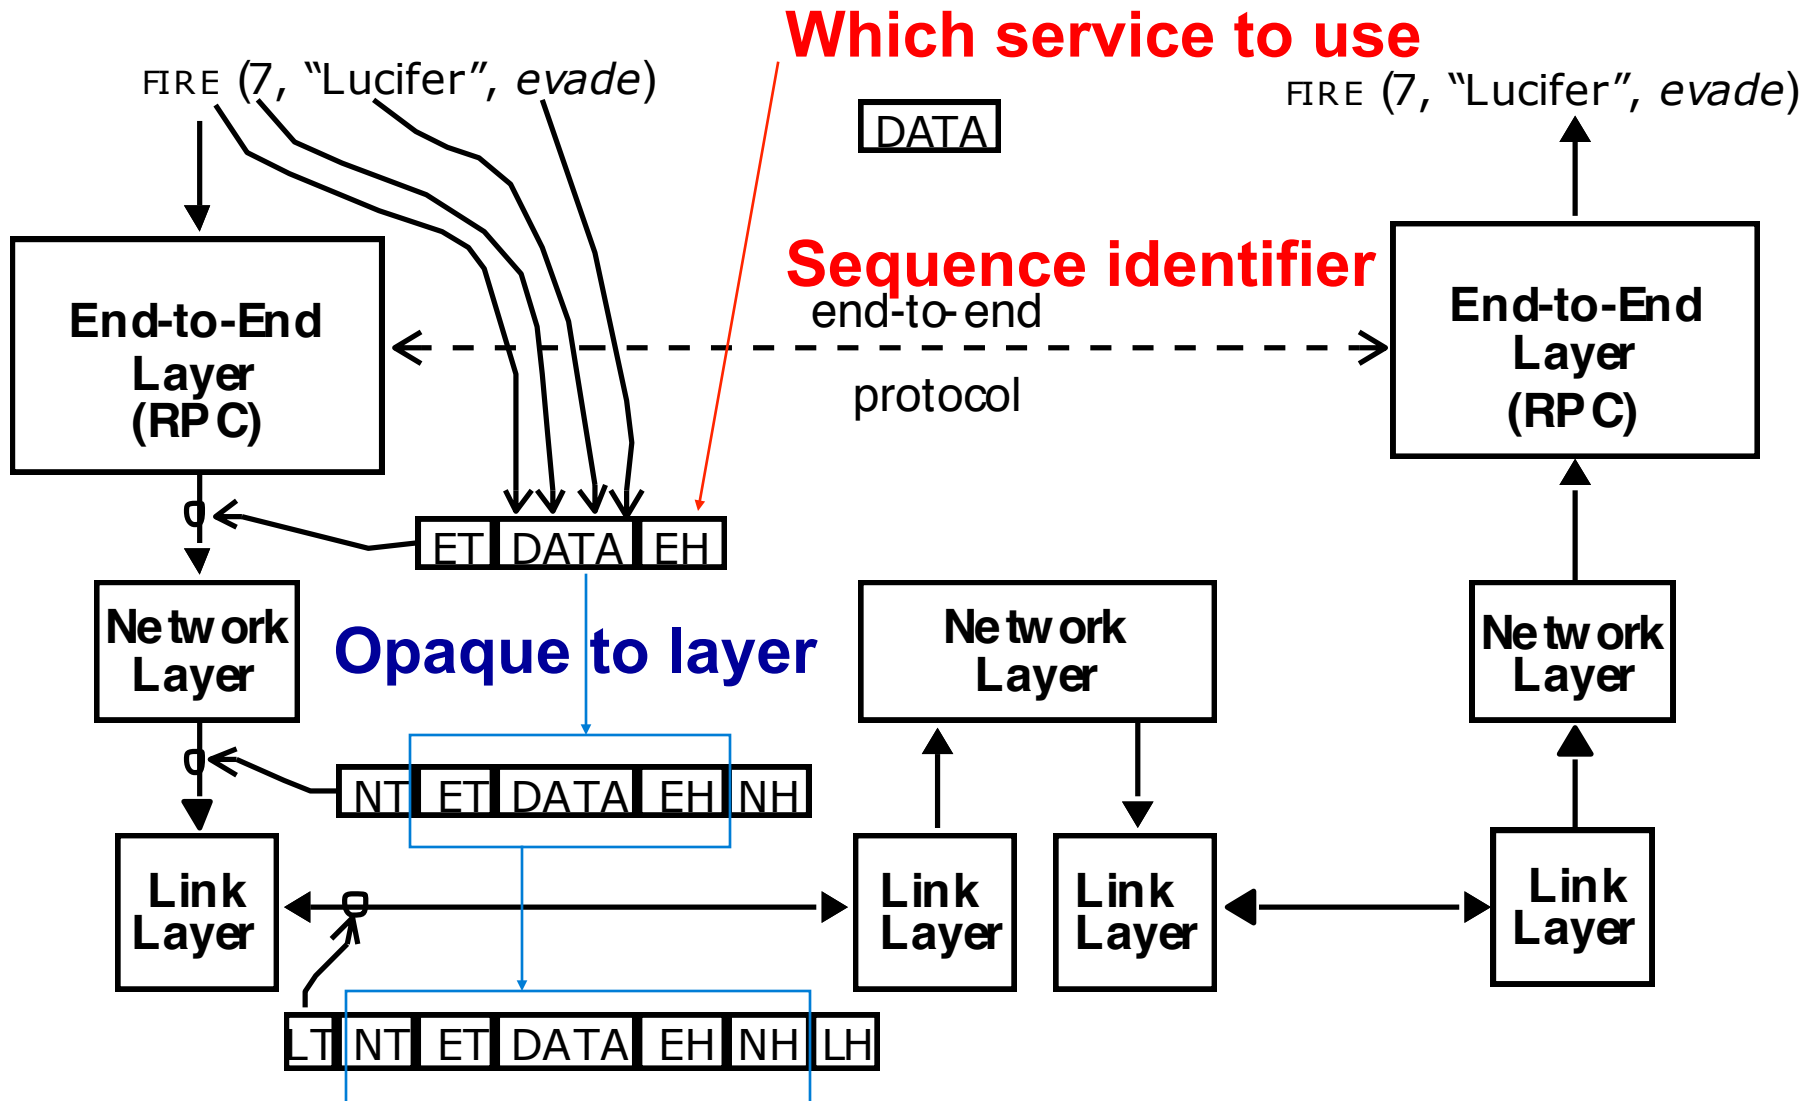 Which service to use
FIRE (7, “Lucifer”, evade)
FIRE (7, “Lucifer”, evade)
DATA
Sequence identifier
End-to-End
Layer
(RPC)
end-to-end
protocol
End-to-End
Layer
(RPC)
ET DATA EH
Network
Layer
Opaque to layer
Network
Layer
Network
Layer
NT ET DATA EH NH
Link
Layer
Link
Layer
Link
Layer
Link
Layer
LT NT ET DATA EH NH LH